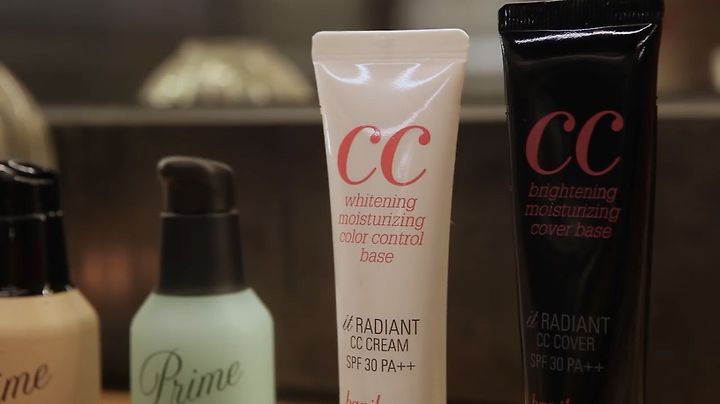 ime
Prime
CC
whitening
moisturizing
color control
base
it RADIANT
CC CREAM
SPF 30 PA++
CC
brightening
moisturizing
cover base
it RADIANT
CC COVER
SPF 30 PA++